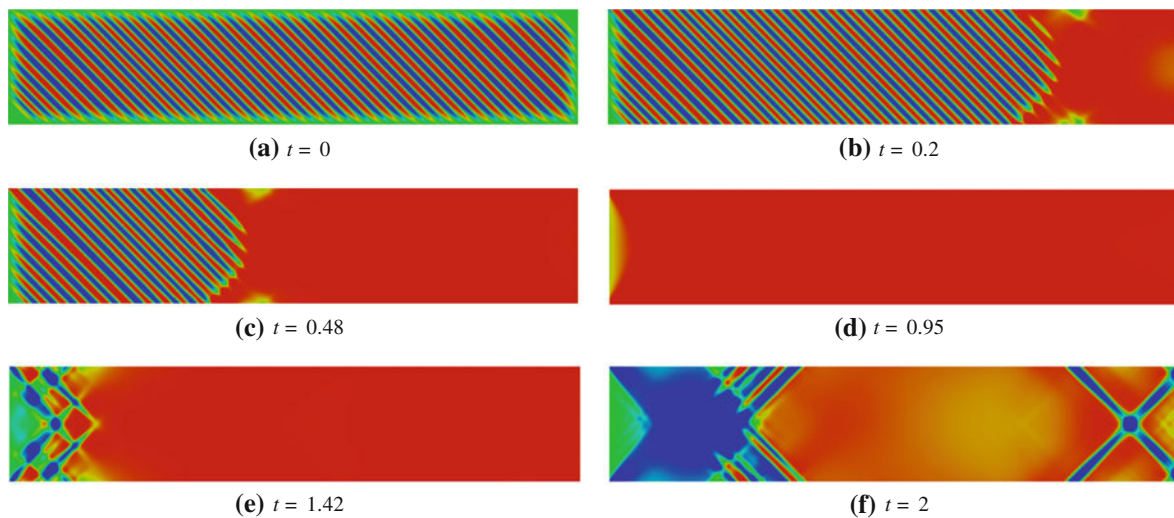 (a) t = 0
(b) t = 0.2
(c) t = 0.48
(d) t = 0.95
(e) t = 1.42
(f) t = 2